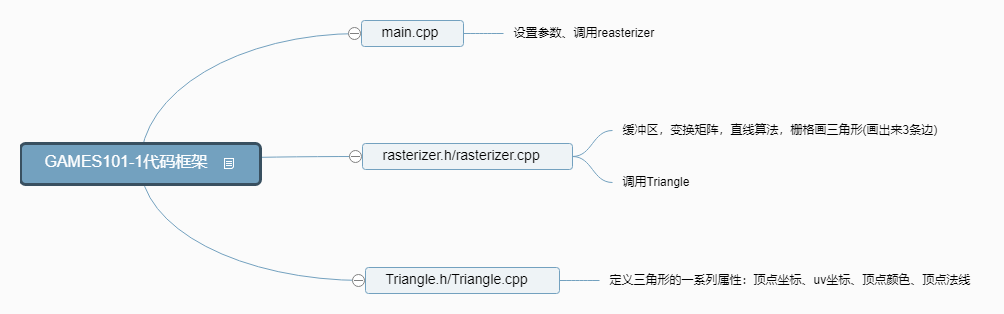 main.cpp
设置参数、调用reasterizer
GAMES101-1代码框架
rasterizer.h/rasterizer.cpp
缓冲区，变换矩阵，直线算法，栅格画三角形(画出来3条边)
调用Triangle
Triangle.h/Triangle.cpp
定义三角形的一系列属性：顶点坐标、uv坐标、顶点颜色、顶点法线